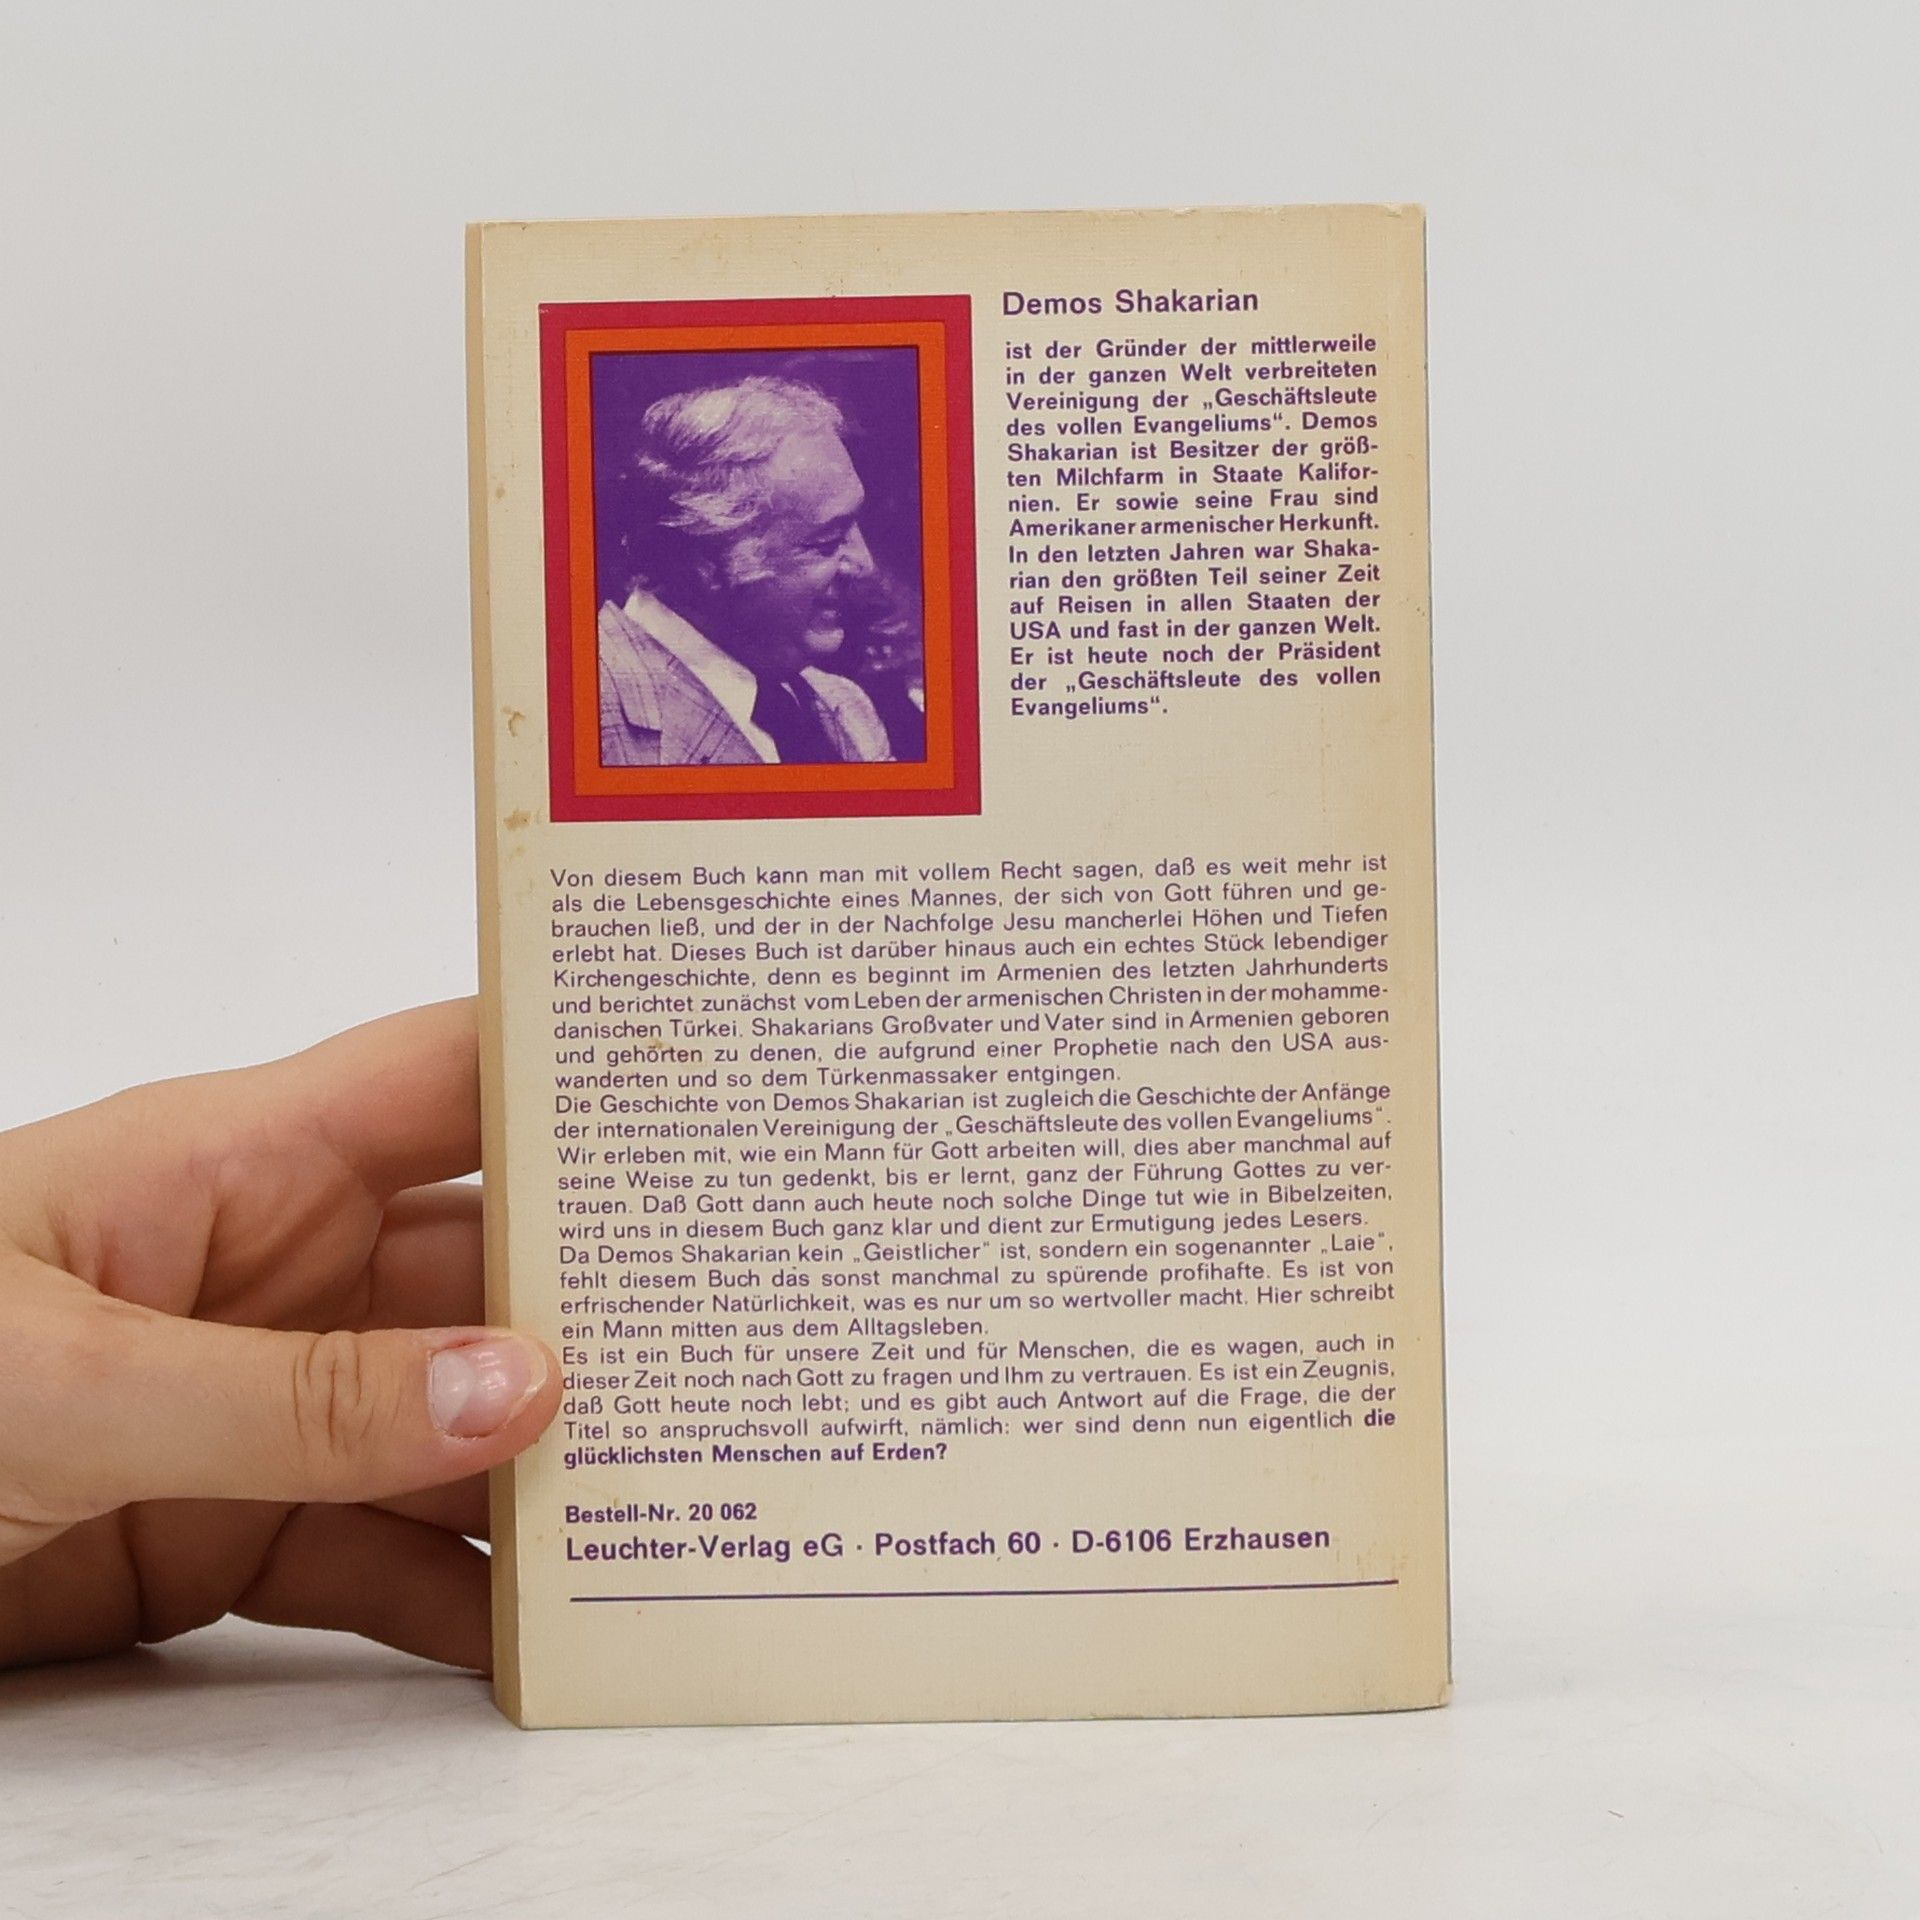 Demos Shakarian
ist der Gründer der mittlerweile
in der ganzen Welt verbreiteten
Vereinigung der „Geschäftsleute
des vollen Evangeliums“. Demos
Shakarian ist Besitzer der größ-
ten Milchfarm in Staate Kalifor-
nien. Er sowie seine Frau sind
Amerikaner armenischer Herkunft.
In den letzten Jahren war Shaka-
rian den größten Teil seiner Zeit
auf Reisen in allen Staaten der
USA und fast in der ganzen Welt.
Er ist heute noch der Präsident
der „Geschäftsleute des vollen
Evangeliums“.
Von diesem Buch kann man mit vollem Recht sagen, daß es weit mehr ist
als die Lebensgeschichte eines Mannes, der sich von Gott führen und ge-
brauchen ließ, und der in der Nachfolge Jesu mancherlei Höhen und Tiefen
erlebt hat. Dieses Buch ist darüber hinaus auch ein echtes Stück lebendiger
Kirchengeschichte, denn es beginnt im Armenien des letzten Jahrhunderts
und berichtet zunächst vom Leben der armenischen Christen in der mohamme-
danischen Türkei. Shakarians Großvater und Vater sind in Armenien geboren
und gehörten zu denen, die aufgrund einer Prophetie nach den USA aus-
wanderten und so dem Türkenmassaker entgingen.
Die Geschichte von Demos Shakarian ist zugleich die Geschichte der Anfänge
der internationalen Vereinigung der „Geschäftsleute des vollen Evangeliums“.
Wir erleben mit, wie ein Mann für Gott arbeiten will, dies aber manchmal auf
seine Weise zu tun gedenkt, bis er lernt, ganz der Führung Gottes zu ver-
trauen. Daß Gott dann auch heute noch solche Dinge tut wie in Bibelzeiten,
wird uns in diesem Buch ganz klar und dient zur Ermutigung jedes Lesers.
Da Demos Shakarian kein „Geistlicher“ ist, sondern ein sogenannter „Laie“,
fehlt diesem Buch das sonst manchmal zu spürende profihafte. Es ist von
erfrischender Natürlichkeit, was es nur um so wertvoller macht. Hier schreibt
ein Mann mitten aus dem Alltagsleben.
Es ist ein Buch für unsere Zeit und für Menschen, die es wagen, auch in
dieser Zeit noch nach Gott zu fragen und Ihm zu vertrauen. Es ist ein Zeugnis,
daß Gott heute noch lebt; und es gibt auch Antwort auf die Frage, die der
Titel so anspruchsvoll aufwirft, nämlich: wer sind denn nun eigentlich die
glücklichsten Menschen auf Erden?
Bestell-Nr. 20 062
Leuchter-Verlag eG · Postfach 60 · D-6106 Erzhausen